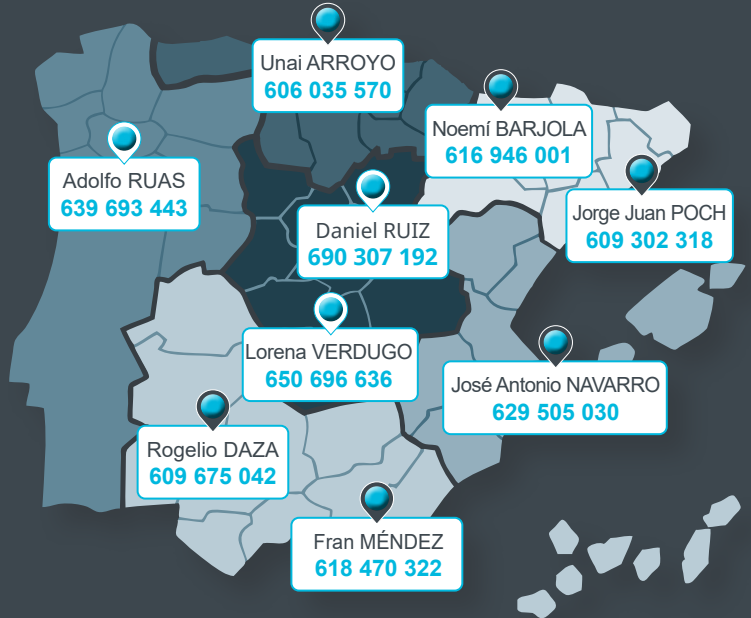 Unai ARROYO
606 035 570
Noemí BARJOLA
616 946 001
Adolfo RUAS
639 693 443
Jorge Juan POCH
609 302 318
Daniel RUIZ
690 307 192
Lorena VERDUGO
650 696 636
José Antonio NAVARRO
629 505 030
Rogelio DAZA
609 675 042
Fran MÉNDEZ
618 470 322